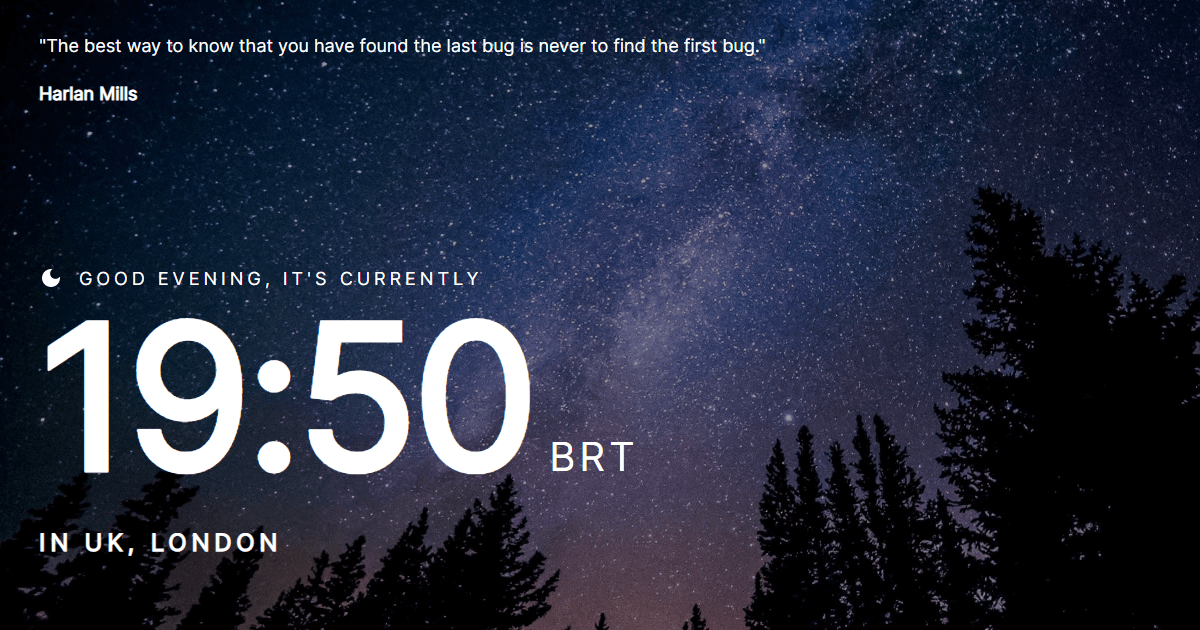 "The best way to know that you have found the last bug is never to find the first bug."
Harlan Mills
GOOD EVENING, IT'S CURRENTLY
19:50 BRT
IN UK, LONDON